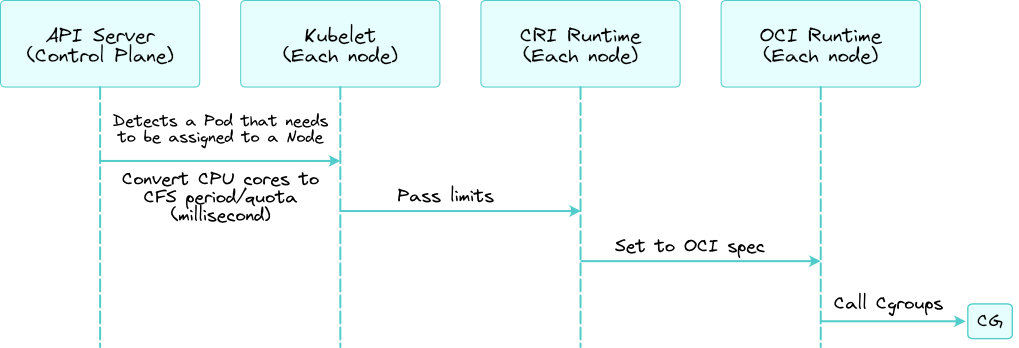 API Server
(Control Plane)
Kubelet
(Each node)
CRI Runtime
(Each node)
OCI Runtime
(Each node)
Detects a Pod that needs
to be assigned to a Node
Convert CPU cores to
CFS period/quota
(millisecond)
Pass limits
Set to OCI spec
Call Cgroups
CG